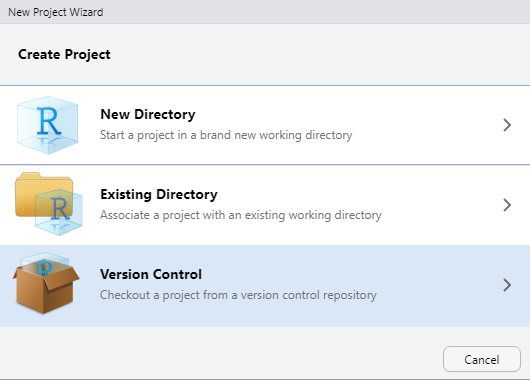 New Project Wizard
Create Project
R
New Directory
Start a project in a brand new working directory
R
Existing Directory
Associate a project with an existing working directory
R
Version Control
Checkout a project from a version control repository
Cancel